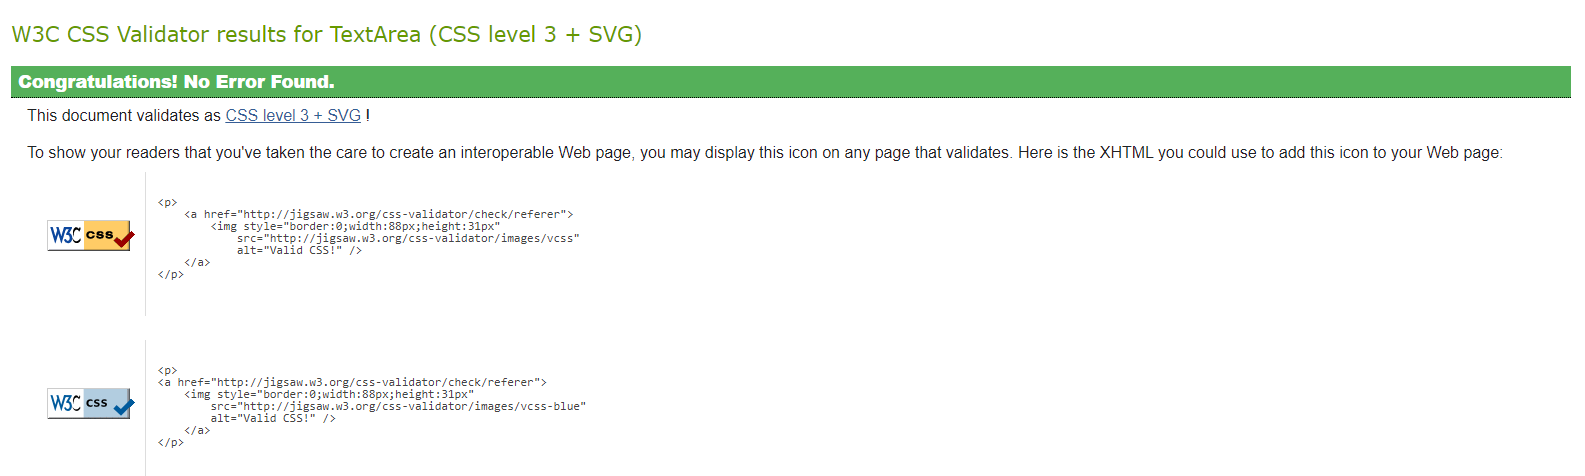 W3C CSS Validator results for TextArea (CSS level 3 + SVG)
Congratulations! No Error Found.
This document validates as CSS level 3 + SVG !
To show your readers that you've taken the care to create an interoperable Web page, you may display this icon on any page that validates. Here is the XHTML you could use to add this icon to your Web page:
W3C css
<p>
<a href="http://jigsaw.w3.org/css-validator/check/referer">
<img style="border:0;width:88px;height:31px"
src="http://jigsaw.w3.org/css-validator/images/vcss"
alt="Valid CSS!" />
</a>
</p>
W3C css
<p>
<a href="http://jigsaw.w3.org/css-validator/check/referer">
<img style="border:0;width:88px;height:31px"
src="http://jigsaw.w3.org/css-validator/images/vcss-blue"
alt="Valid CSS!" />
</a>
</p>